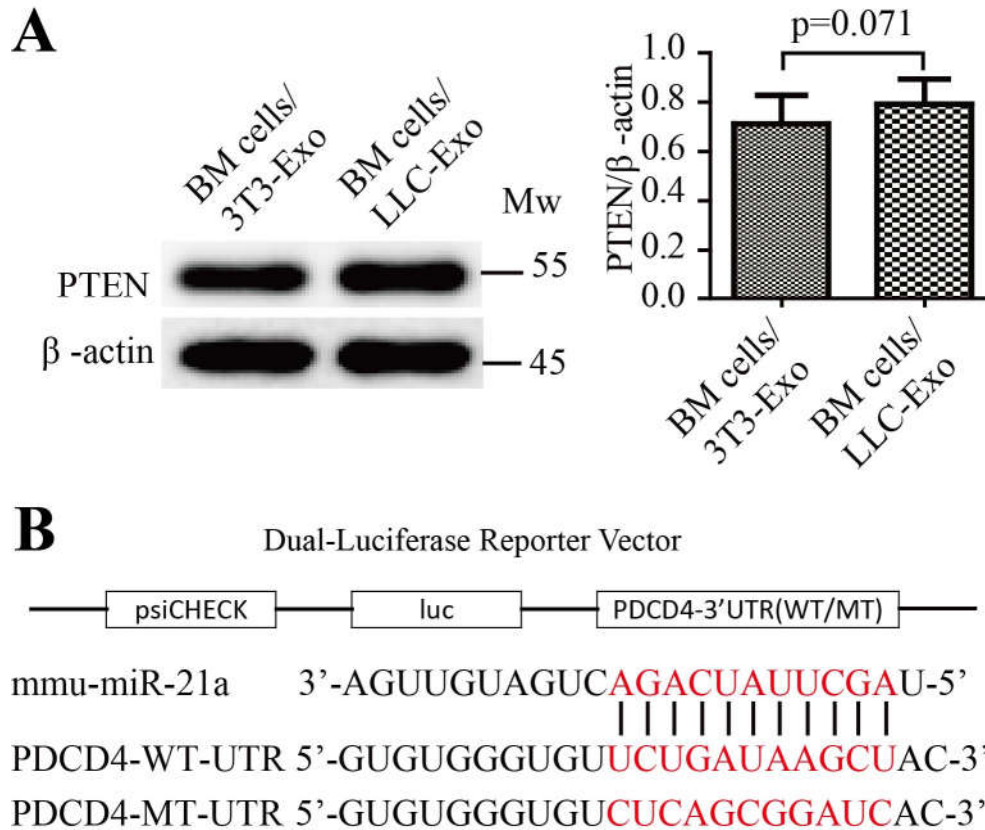 A
BM cells/
3T3-Exo
BM cells/
LLC-Exo
Mw
PTEN
55
β -actin
45
p=0.071
PTEN/β -actin
1.0
0.8
0.6
0.4
0.2
0.0
BM cells/
3T3-Exo
BM cells/
LLC-Exo
B
Dual-Luciferase Reporter Vector
psiCHECK luc PDCD4-3’UTR(WT/MT)
mmu-miR-21a 3’-AGUUGUAGUCAGACUAUUCGAU-5’
PDCD4-WT-UTR 5’-GUGUGGGUGUUCUGAUAAGCUAC-3’
PDCD4-MT-UTR 5’-GUGUGGGUGUCUCAGCGGAUCAC-3’